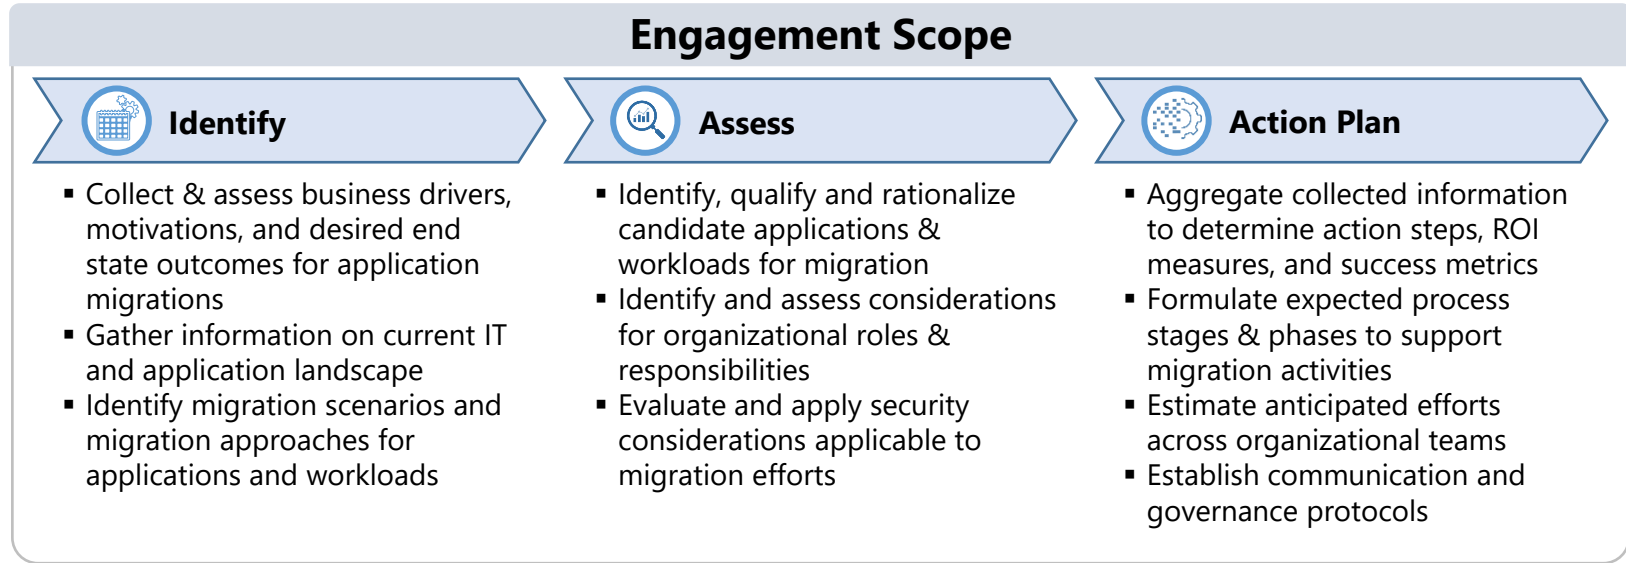 Engagement Scope
Identify
▪ Collect & assess business drivers,
motivations, and desired end
state outcomes for application
migrations
▪ Gather information on current IT
and application landscape
▪ Identify migration scenarios and
migration approaches for
applications and workloads
Assess
▪ Identify, qualify and rationalize
candidate applications &
workloads for migration
▪ Identify and assess considerations
for organizational roles &
responsibilities
▪ Evaluate and apply security
considerations applicable to
migration efforts
Action Plan
▪ Aggregate collected information
to determine action steps, ROI
measures, and success metrics
▪ Formulate expected process
stages & phases to support
migration activities
▪ Estimate anticipated efforts
across organizational teams
▪ Establish communication and
governance protocols